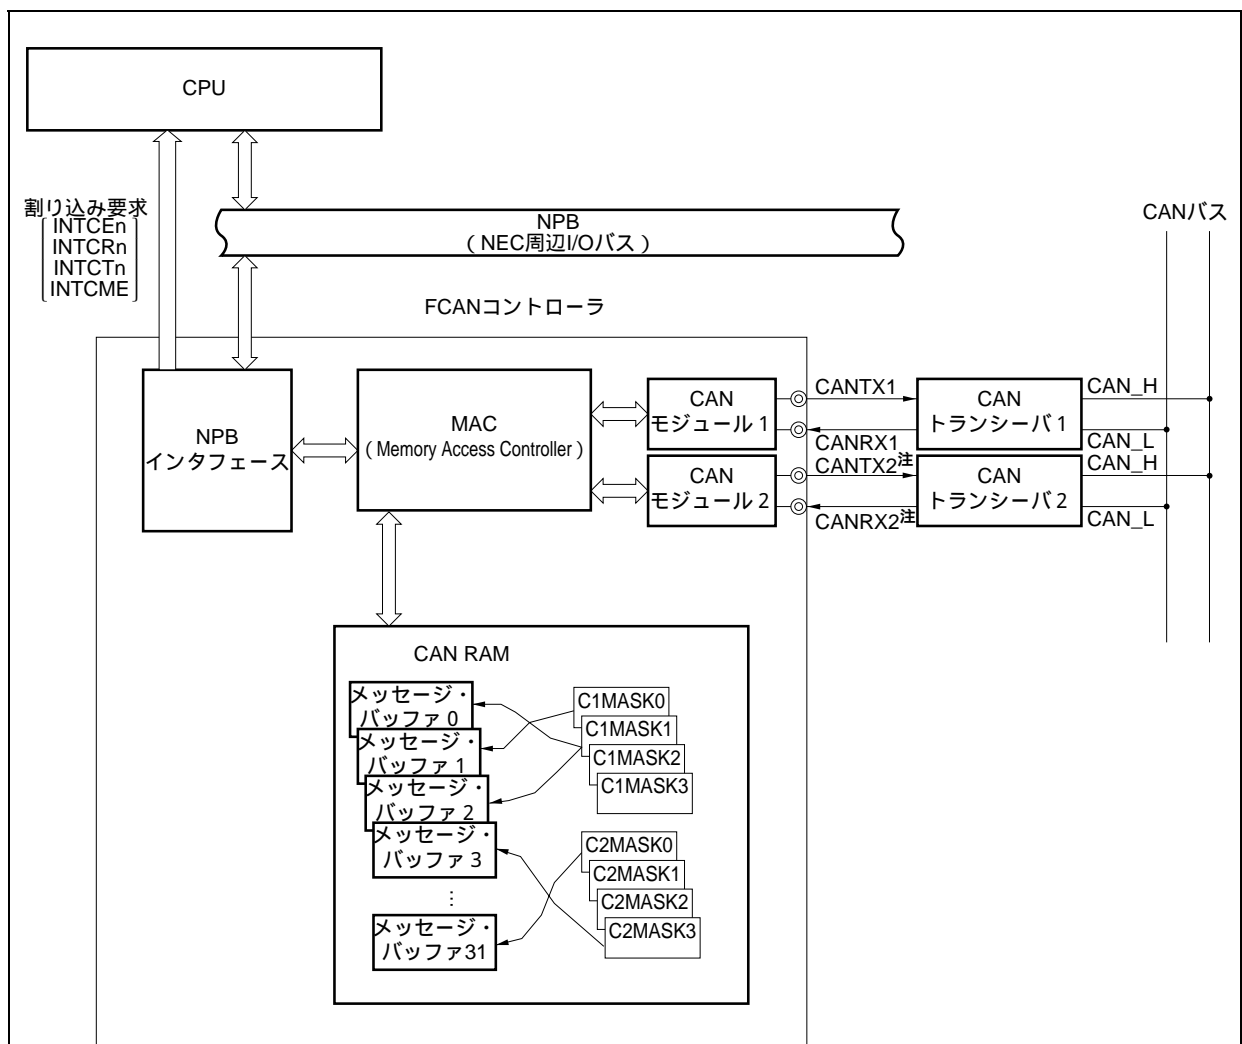 CPU
割り込み要求
INTCEn
INTCRn
INTCTn
INTCME
NPB
(NEC周辺I/Oバス)
CANバス
FCANコントローラ
NPB
インタフェース
MAC
(Memory Access Controller)
CAN
モジュール1
CANTX1
CANRX1
CAN
トランシーバ1
CAN_H
CAN_L
CAN
モジュール2
CANTX2注
CANRX2注
CAN
トランシーバ2
CAN_H
CAN_L
CAN RAM
メッセージ・
バッファ0
メッセージ・
バッファ1
メッセージ・
バッファ2
メッセージ・
バッファ3
⋮
メッセージ・
バッファ31
C1MASK0
C1MASK1
C1MASK2
C1MASK3
C2MASK0
C2MASK1
C2MASK2
C2MASK3